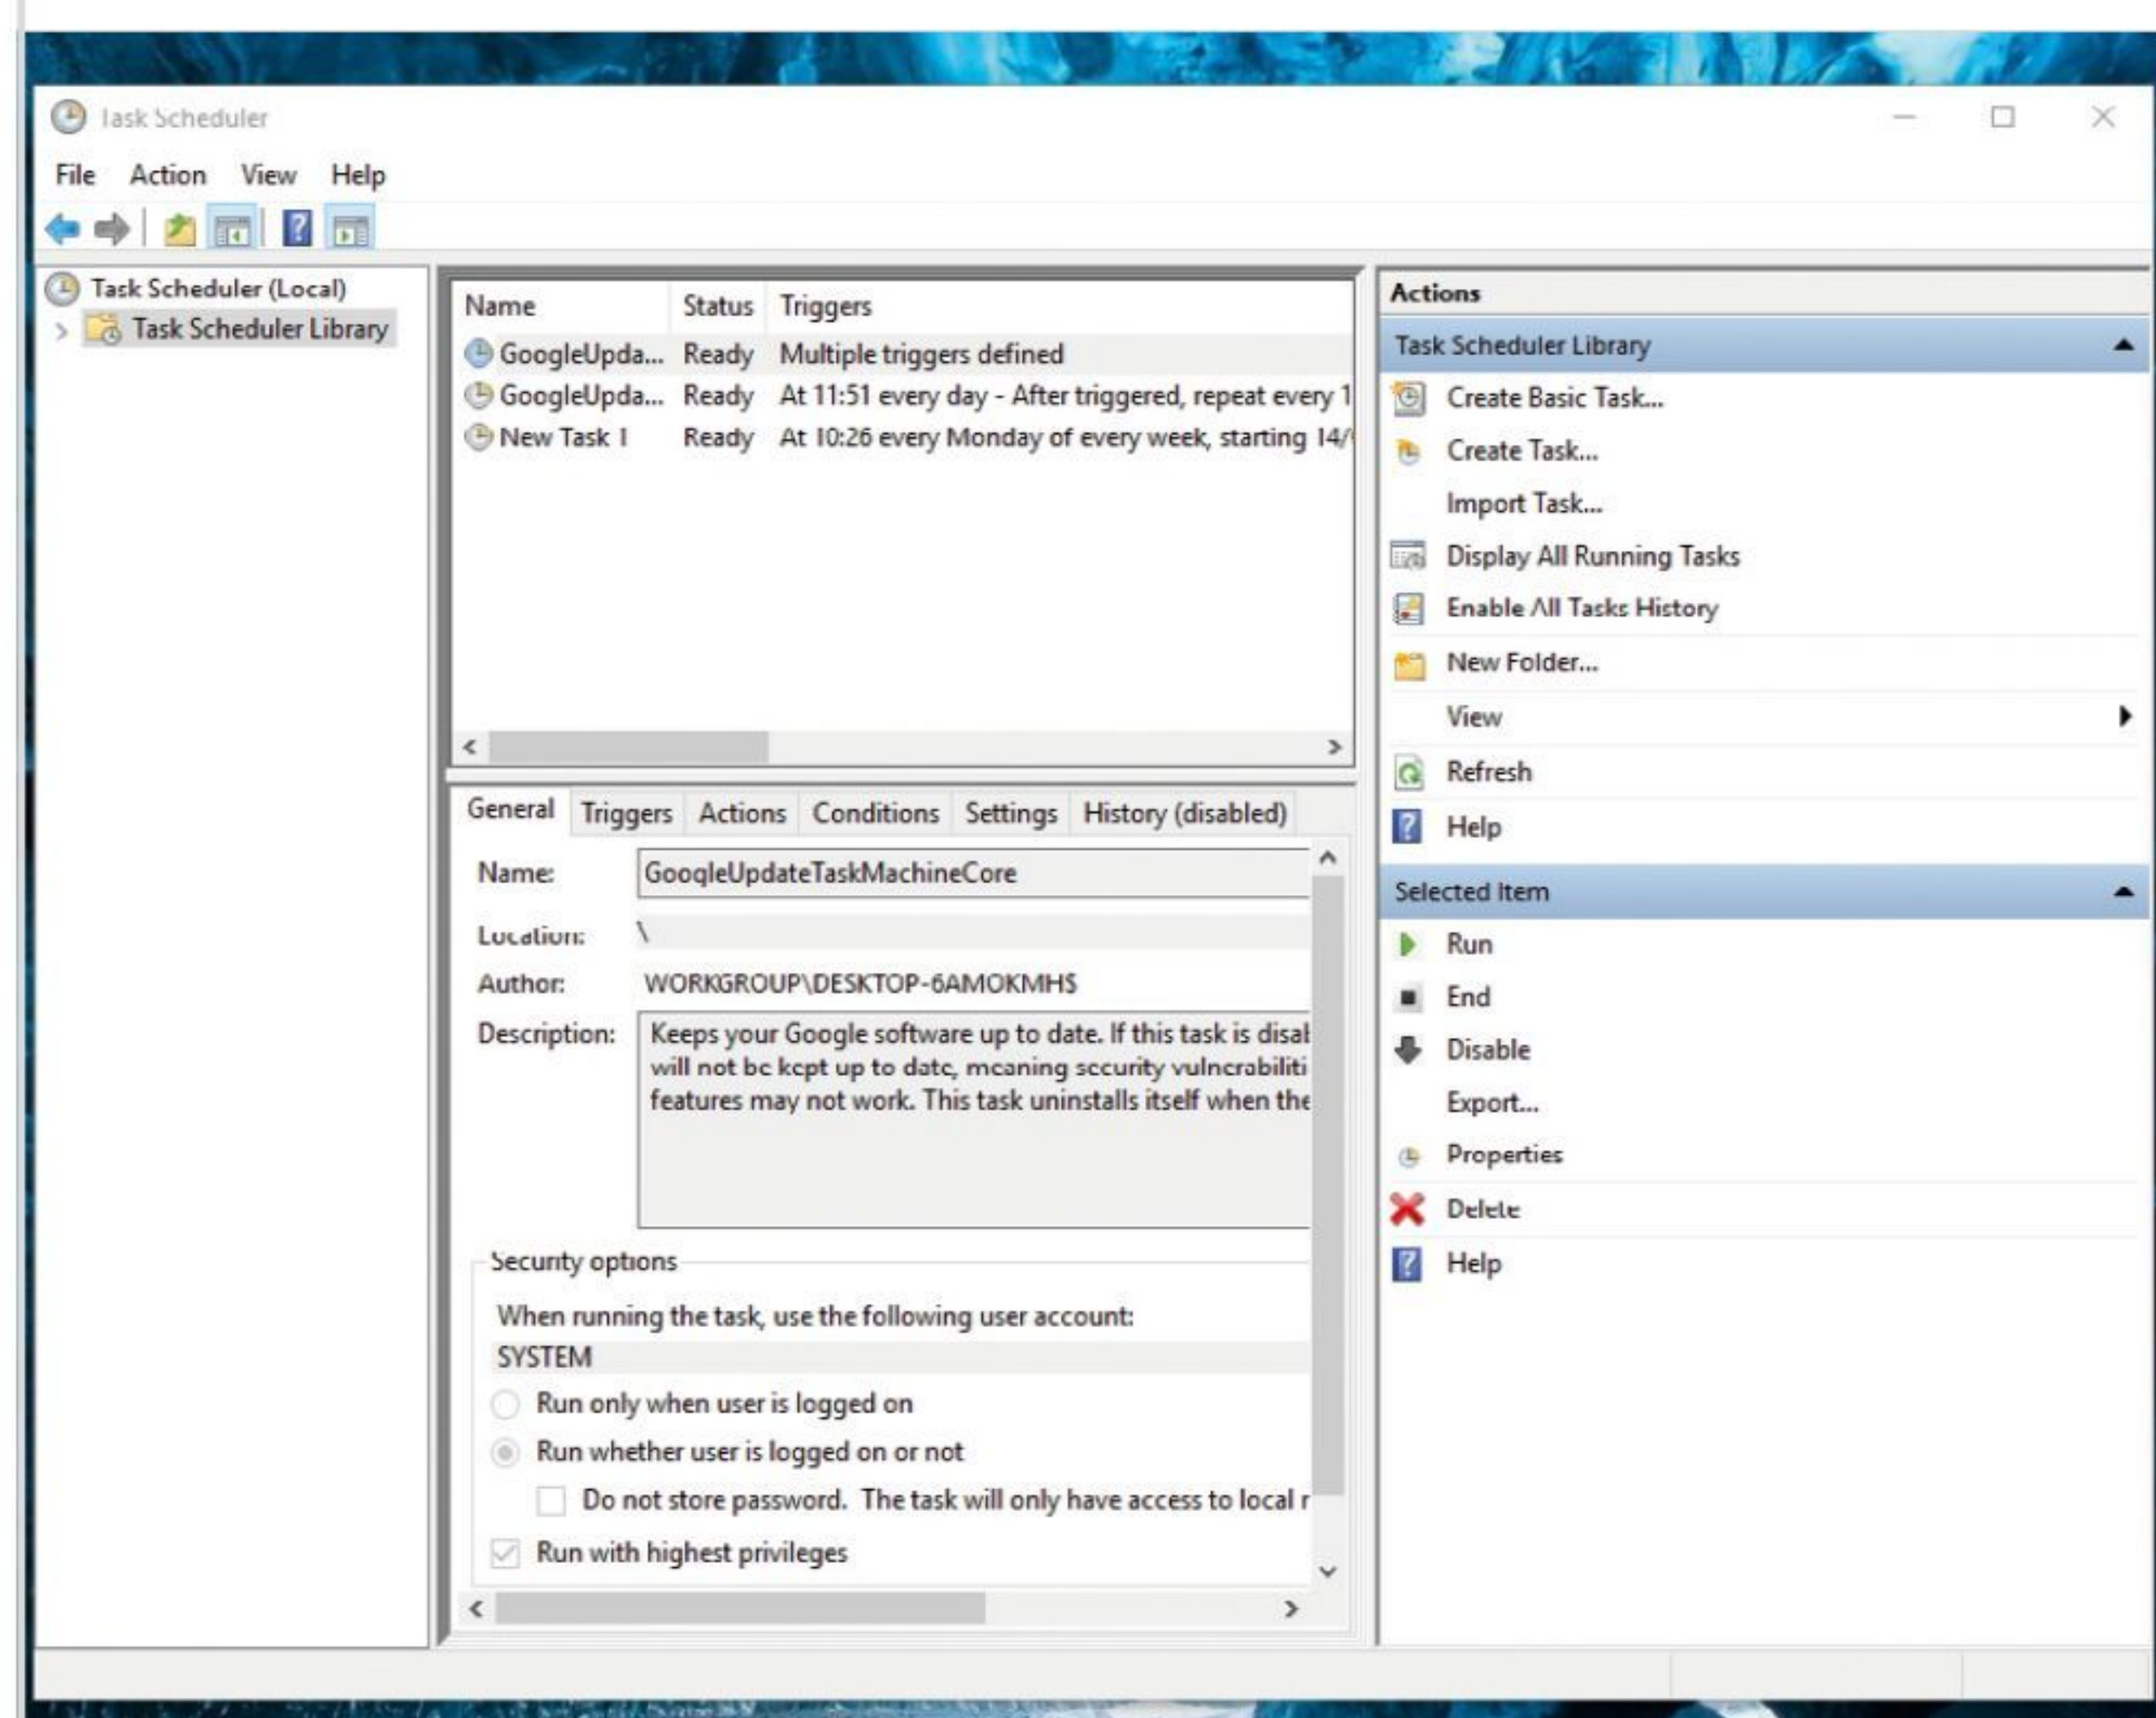 Task Scheduler
File Action View Help
Task Scheduler (Local)
Task Scheduler Library
Name Status Triggers
GoogleUpda... Ready Multiple triggers defined
GoogleUpda... Ready At 11:51 every day - After triggered, repeat every 1
New Task 1 Ready At 10:26 every Monday of every week, starting 14/
General Triggers Actions Conditions Settings History (disabled)
Name: GoogleUpdateTaskMachineCore
Location: \
Author: WORKGROUP\DESKTOP-6AMOKMH$
Description: Keeps your Google software up to date. If this task is disab
will not be kept up to date, meaning security vulnerabiliti
features may not work. This task uninstalls itself when the
Security options
When running the task, use the following user account:
SYSTEM
Run only when user is logged on
Run whether user is logged on or not
Do not store password. The task will only have access to local r
Run with highest privileges
Actions
Task Scheduler Library
Create Basic Task...
Create Task...
Import Task...
Display All Running Tasks
Enable All Tasks History
New Folder...
View
Refresh
Help
Selected Item
Run
End
Disable
Export...
Properties
Delete
Help